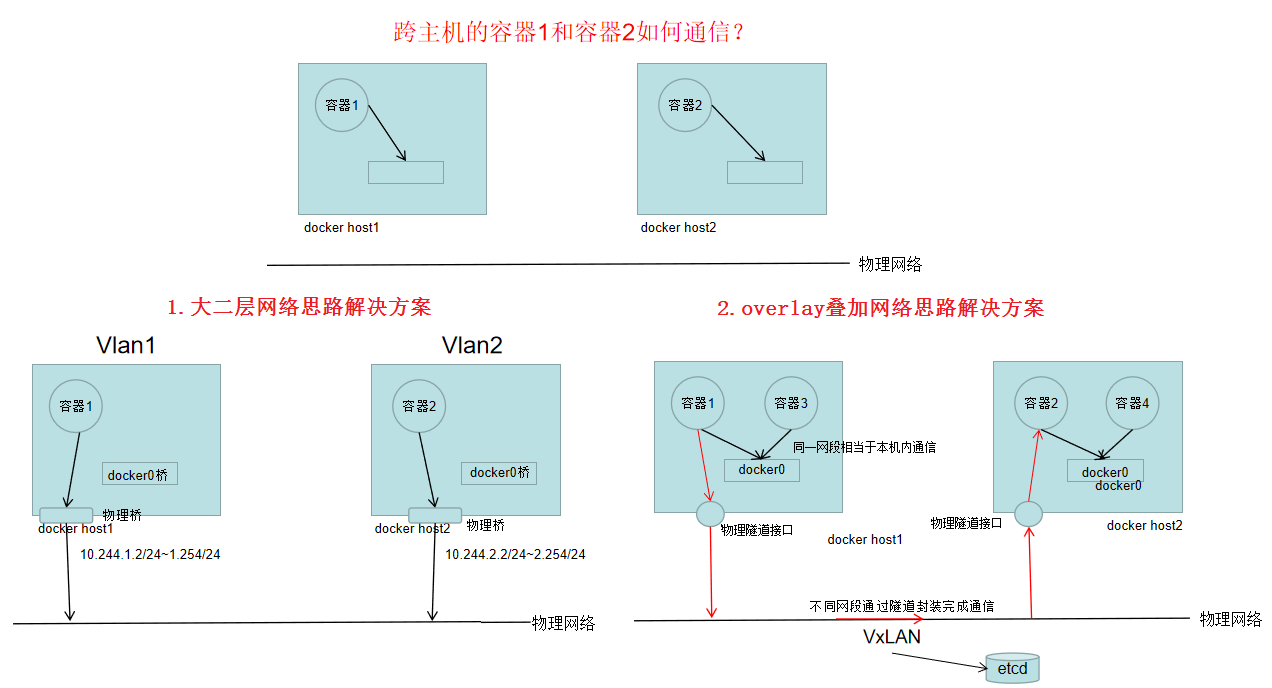 跨主机的容器1和容器2如何通信？
容器1
容器2
docker host1
docker host2
物理网络
1.大二层网络思路解决方案
Vlan1
Vlan2
容器1
容器2
docker0桥
docker0桥
物理桥
物理桥
docker host1
docker host2
10.244.1.2/24~1.254/24
10.244.2.2/24~2.254/24
物理网络
2.overlay叠加网络思路解决方案
容器1
容器3
容器2
容器4
同一网段相当于本机内通信
docker0
docker0
docker0
物理隧道接口
物理隧道接口
docker host1
docker host2
不同网段通过隧道封装完成通信
物理网络
VxLAN
etcd